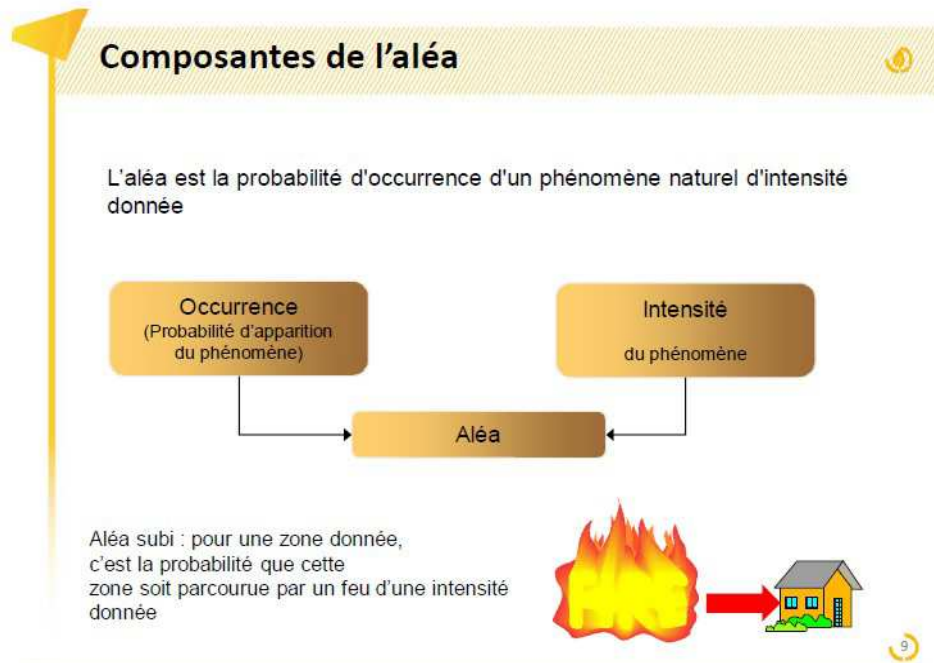 Composantes de l'aléa
L'aléa est la probabilité d'occurrence d'un phénomène naturel d'intensité
donnée
Occurrence
(Probabilité d'apparition
du phénomène)
Intensité
du phénomène
Aléa
Aléa subi : pour une zone donnée,
c'est la probabilité que cette
zone soit parcourue par un feu d'une intensité
donnée
FIRE
9